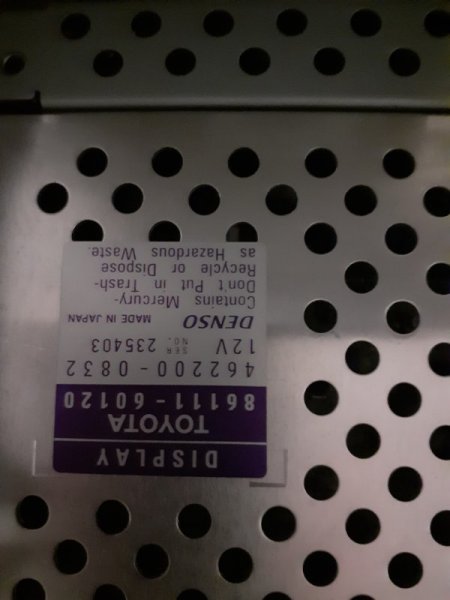 DISPLAY
TOYOTA
86111-60120
462200-0832
12V SER. NO. 235403
DENSO MADE IN JAPAN
Contains Mercury-
Don't Put in Trash-
Recycle or Dispose
as Hazardous Waste.